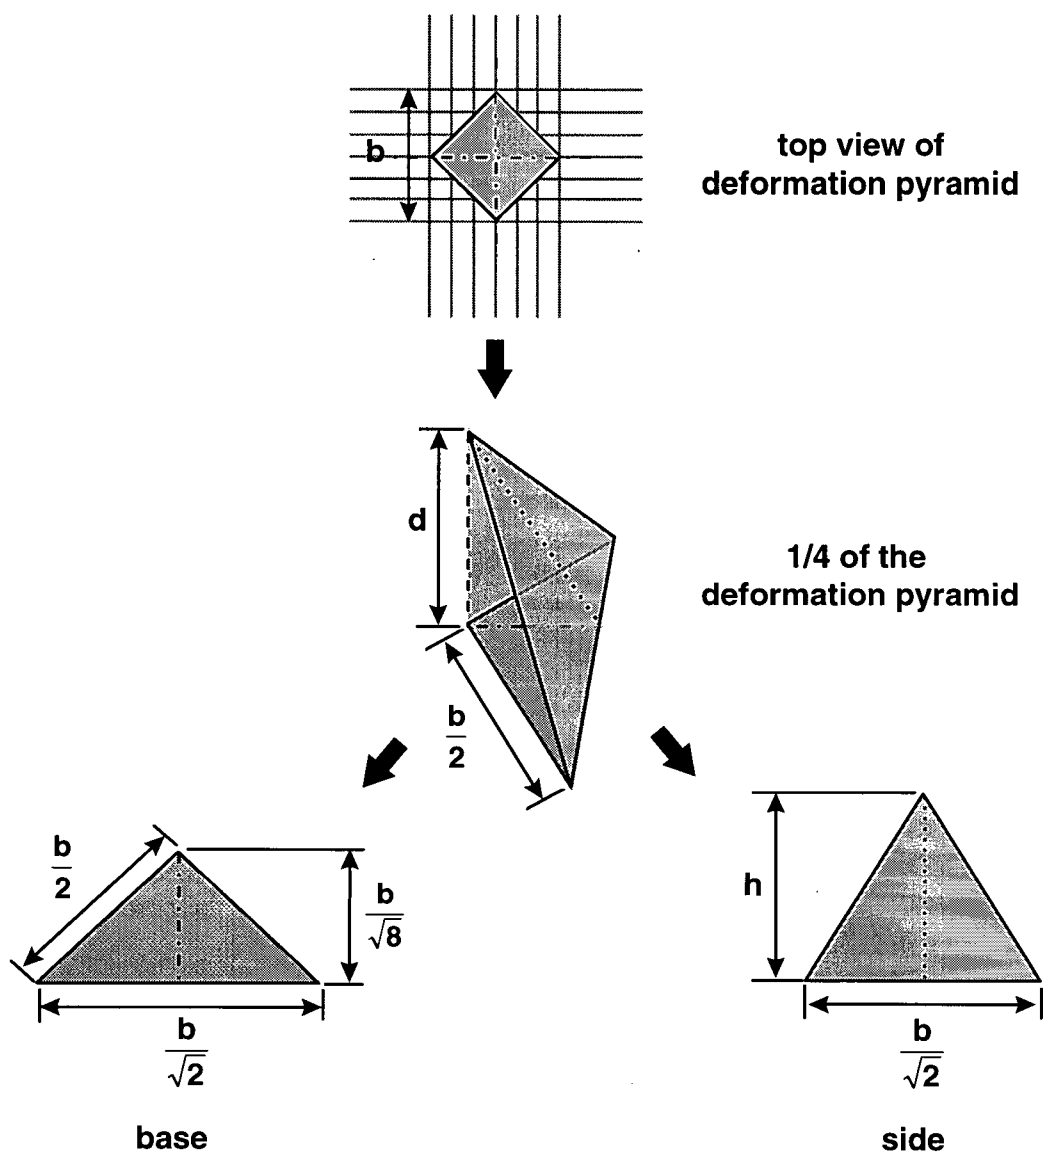 b
top view of
deformation pyramid
d
1/4 of the
deformation pyramid
b
2
b
2
b
√8
b
√2
base
h
b
√2
side